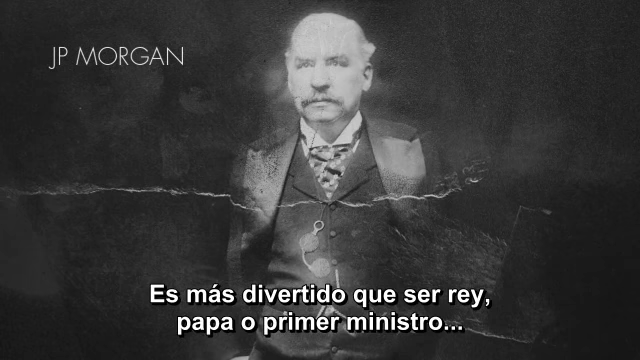 JP MORGAN
Es más divertido que ser rey,
papa o primer ministro...